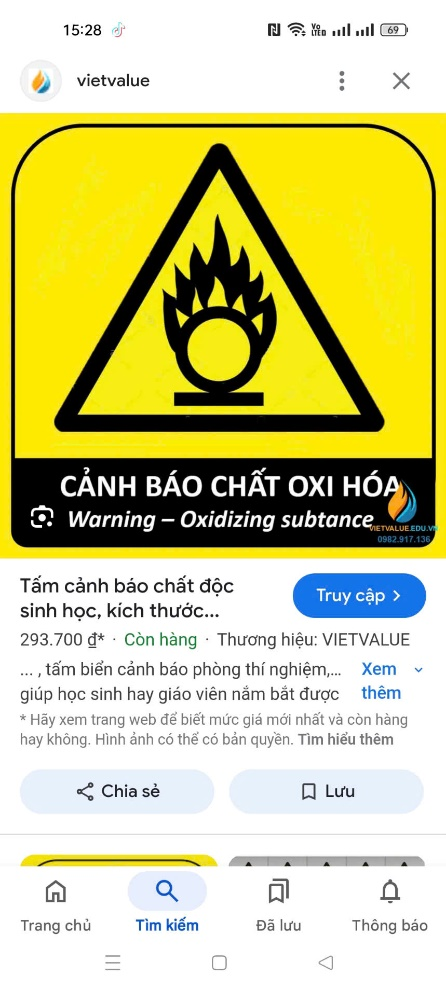 15:28
Vo
LTED
69
vietvalue
CẢNH BÁO CHẤT OXI HÓA
Warning – Oxidizing subtance
VIETVALUE.EDU.VN
0982.917.136
Tấm cảnh báo chất độc
sinh học, kích thước...
Truy cập
293.700 ₫* · Còn hàng · Thương hiệu: VIETVALUE
... , tấm biển cảnh báo phòng thí nghiệm,... Xem
giúp học sinh hay giáo viên nắm bắt được thêm
* Hãy xem trang web để biết mức giá mới nhất và còn
hàng hay không. Hình ảnh có thể có bản quyền. Tìm hiểu thêm
Chia sẻ
Lưu
Trang chủ
Tìm kiếm
Đã lưu
Thông báo